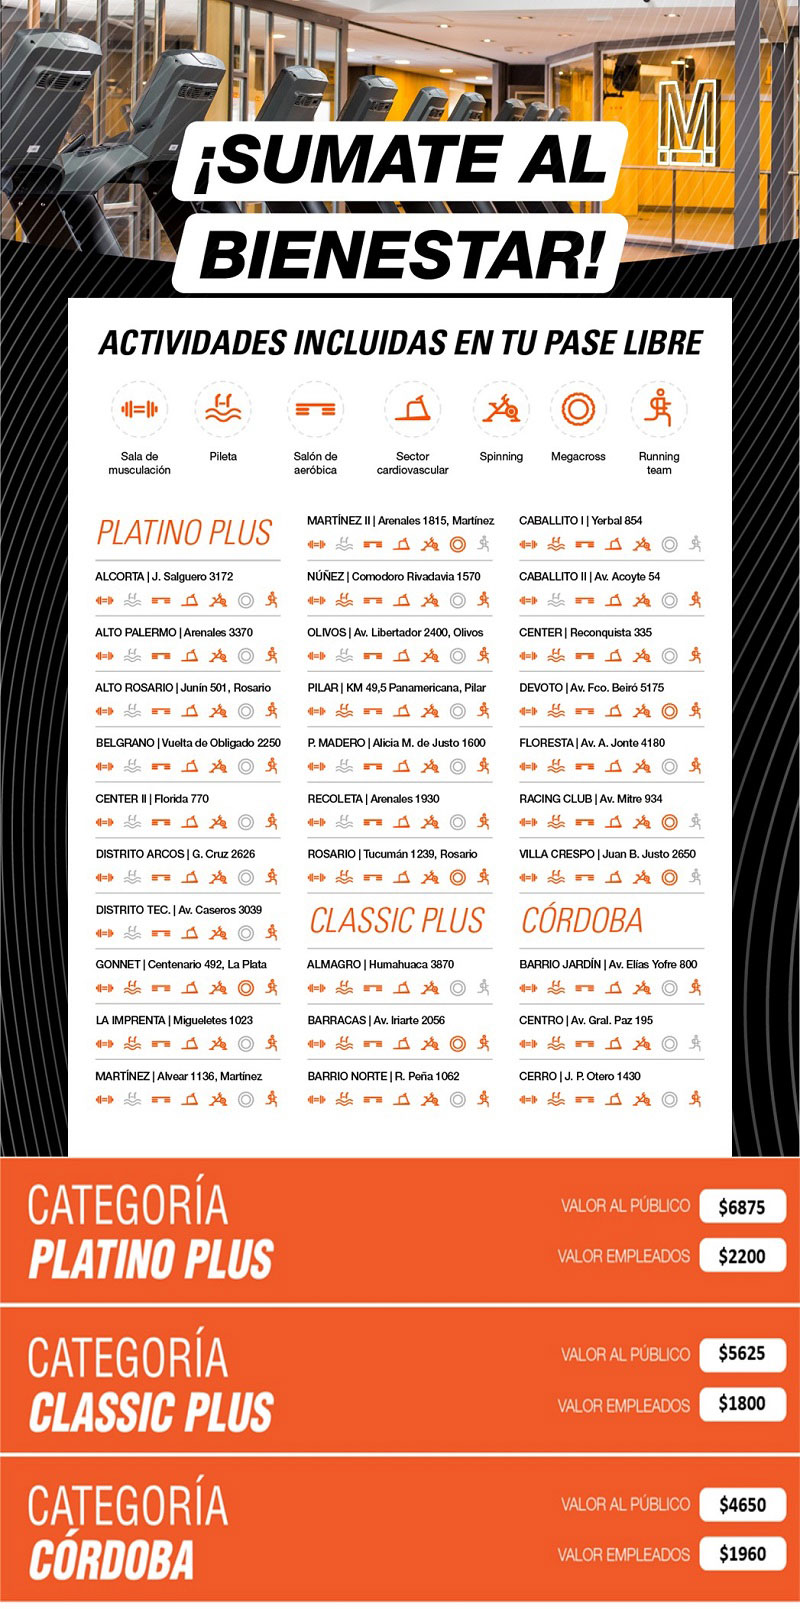 M
¡SUMATE AL
BIENESTAR!
ACTIVIDADES INCLUIDAS EN TU PASE LIBRE
Sala de
musculación
Pileta
Salón de
aeróbica
Sector
cardiovascular
Spinning
Megacross
Running
team
PLATINO PLUS
ALCORTA | J. Salguero 3172
ALTO PALERMO | Arenales 3370
ALTO ROSARIO | Junín 501, Rosario
BELGRANO | Vuelta de Obligado 2250
CENTER II | Florida 770
DISTRITO ARCOS | G. Cruz 2626
DISTRITO TEC. | Av. Caseros 3039
GONNET | Centenario 492, La Plata
LA IMPRENTA | Migueletes 1023
MARTÍNEZ | Alvear 1136, Martínez
MARTÍNEZ II | Arenales 1815, Martínez
NÚÑEZ | Comodoro Rivadavia 1570
OLIVOS | Av. Libertador 2400, Olivos
PILAR | KM 49,5 Panamericana, Pilar
P. MADERO | Alicia M. de Justo 1600
RECOLETA | Arenales 1930
ROSARIO | Tucumán 1239, Rosario
CLASSIC PLUS
ALMAGRO | Humahuaca 3870
BARRACAS | Av. Iriarte 2056
BARRIO NORTE | R. Peña 1062
CABALLITO I | Yerbal 854
CABALLITO II | Av. Acoyte 54
CENTER | Reconquista 335
DEVOTO | Av. Fco. Beiró 5175
FLORESTA | Av. A. Jonte 4180
RACING CLUB | Av. Mitre 934
VILLA CRESPO | Juan B. Justo 2650
CÓRDOBA
BARRIO JARDÍN | Av. Elías Yofre 800
CENTRO | Av. Gral. Paz 195
CERRO | J. P. Otero 1430
CATEGORÍA
PLATINO PLUS
VALOR AL PÚBLICO $6875
VALOR EMPLEADOS $2200
CATEGORÍA
CLASSIC PLUS
VALOR AL PÚBLICO $5625
VALOR EMPLEADOS $1800
CATEGORÍA
CÓRDOBA
VALOR AL PÚBLICO $4650
VALOR EMPLEADOS $1960